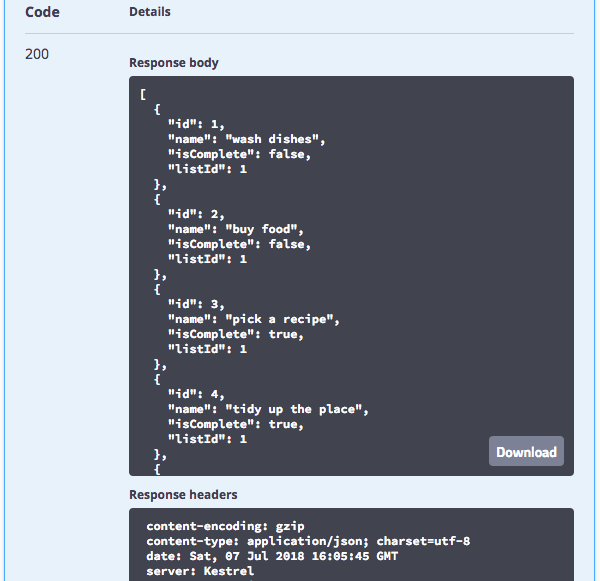 Code Details
200
Response body
[
  {
    "id": 1,
    "name": "wash dishes",
    "isComplete": false,
    "listId": 1
  },
  {
    "id": 2,
    "name": "buy food",
    "isComplete": false,
    "listId": 1
  },
  {
    "id": 3,
    "name": "pick a recipe",
    "isComplete": true,
    "listId": 1
  },
  {
    "id": 4,
    "name": "tidy up the place",
    "isComplete": true,
    "listId": 1
  },
  {
Download
Response headers
content-encoding: gzip
content-type: application/json; charset=utf-8
date: Sat, 07 Jul 2018 16:05:45 GMT
server: Kestrel